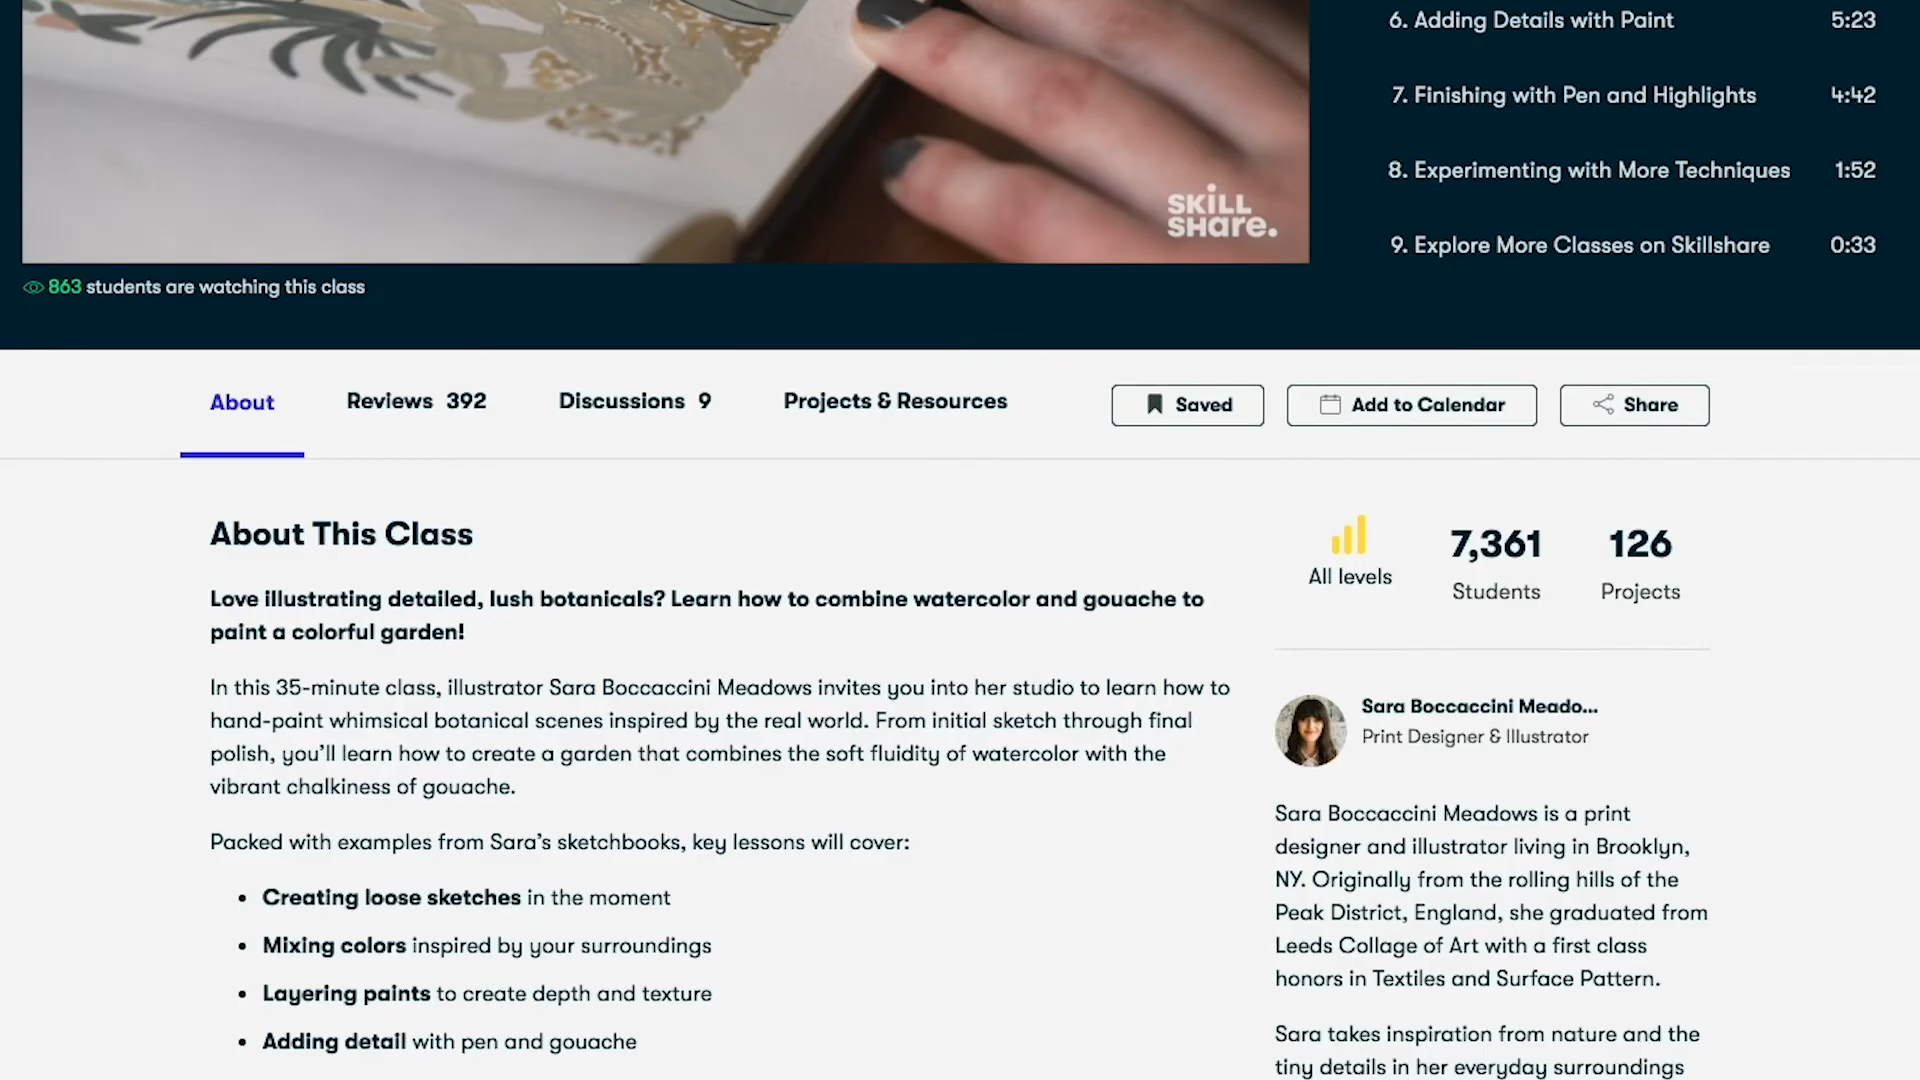 6. Adding Details with Paint 5:23
7. Finishing with Pen and Highlights 4:42
8. Experimenting with More Techniques 1:52
9. Explore More Classes on Skillshare 0:33
SKiLL
SHare.
863 students are watching this class
About Reviews 392 Discussions 9 Projects & Resources Saved Add to Calendar Share
About This Class
Love illustrating detailed, lush botanicals? Learn how to combine watercolor and gouache to
paint a colorful garden!
In this 35-minute class, illustrator Sara Boccaccini Meadows invites you into her studio to learn how to
hand-paint whimsical botanical scenes inspired by the real world. From initial sketch through final
polish, you’ll learn how to create a garden that combines the soft fluidity of watercolor with the
vibrant chalkiness of gouache.
Packed with examples from Sara’s sketchbooks, key lessons will cover:
• Creating loose sketches in the moment
• Mixing colors inspired by your surroundings
• Layering paints to create depth and texture
• Adding detail with pen and gouache
All levels
7,361
Students
126
Projects
Sara Boccaccini Meado...
Print Designer & Illustrator
Sara Boccaccini Meadows is a print
designer and illustrator living in Brooklyn,
NY. Originally from the rolling hills of the
Peak District, England, she graduated from
Leeds Collage of Art with a first class
honors in Textiles and Surface Pattern.
Sara takes inspiration from nature and the
tiny details in her everyday surroundings